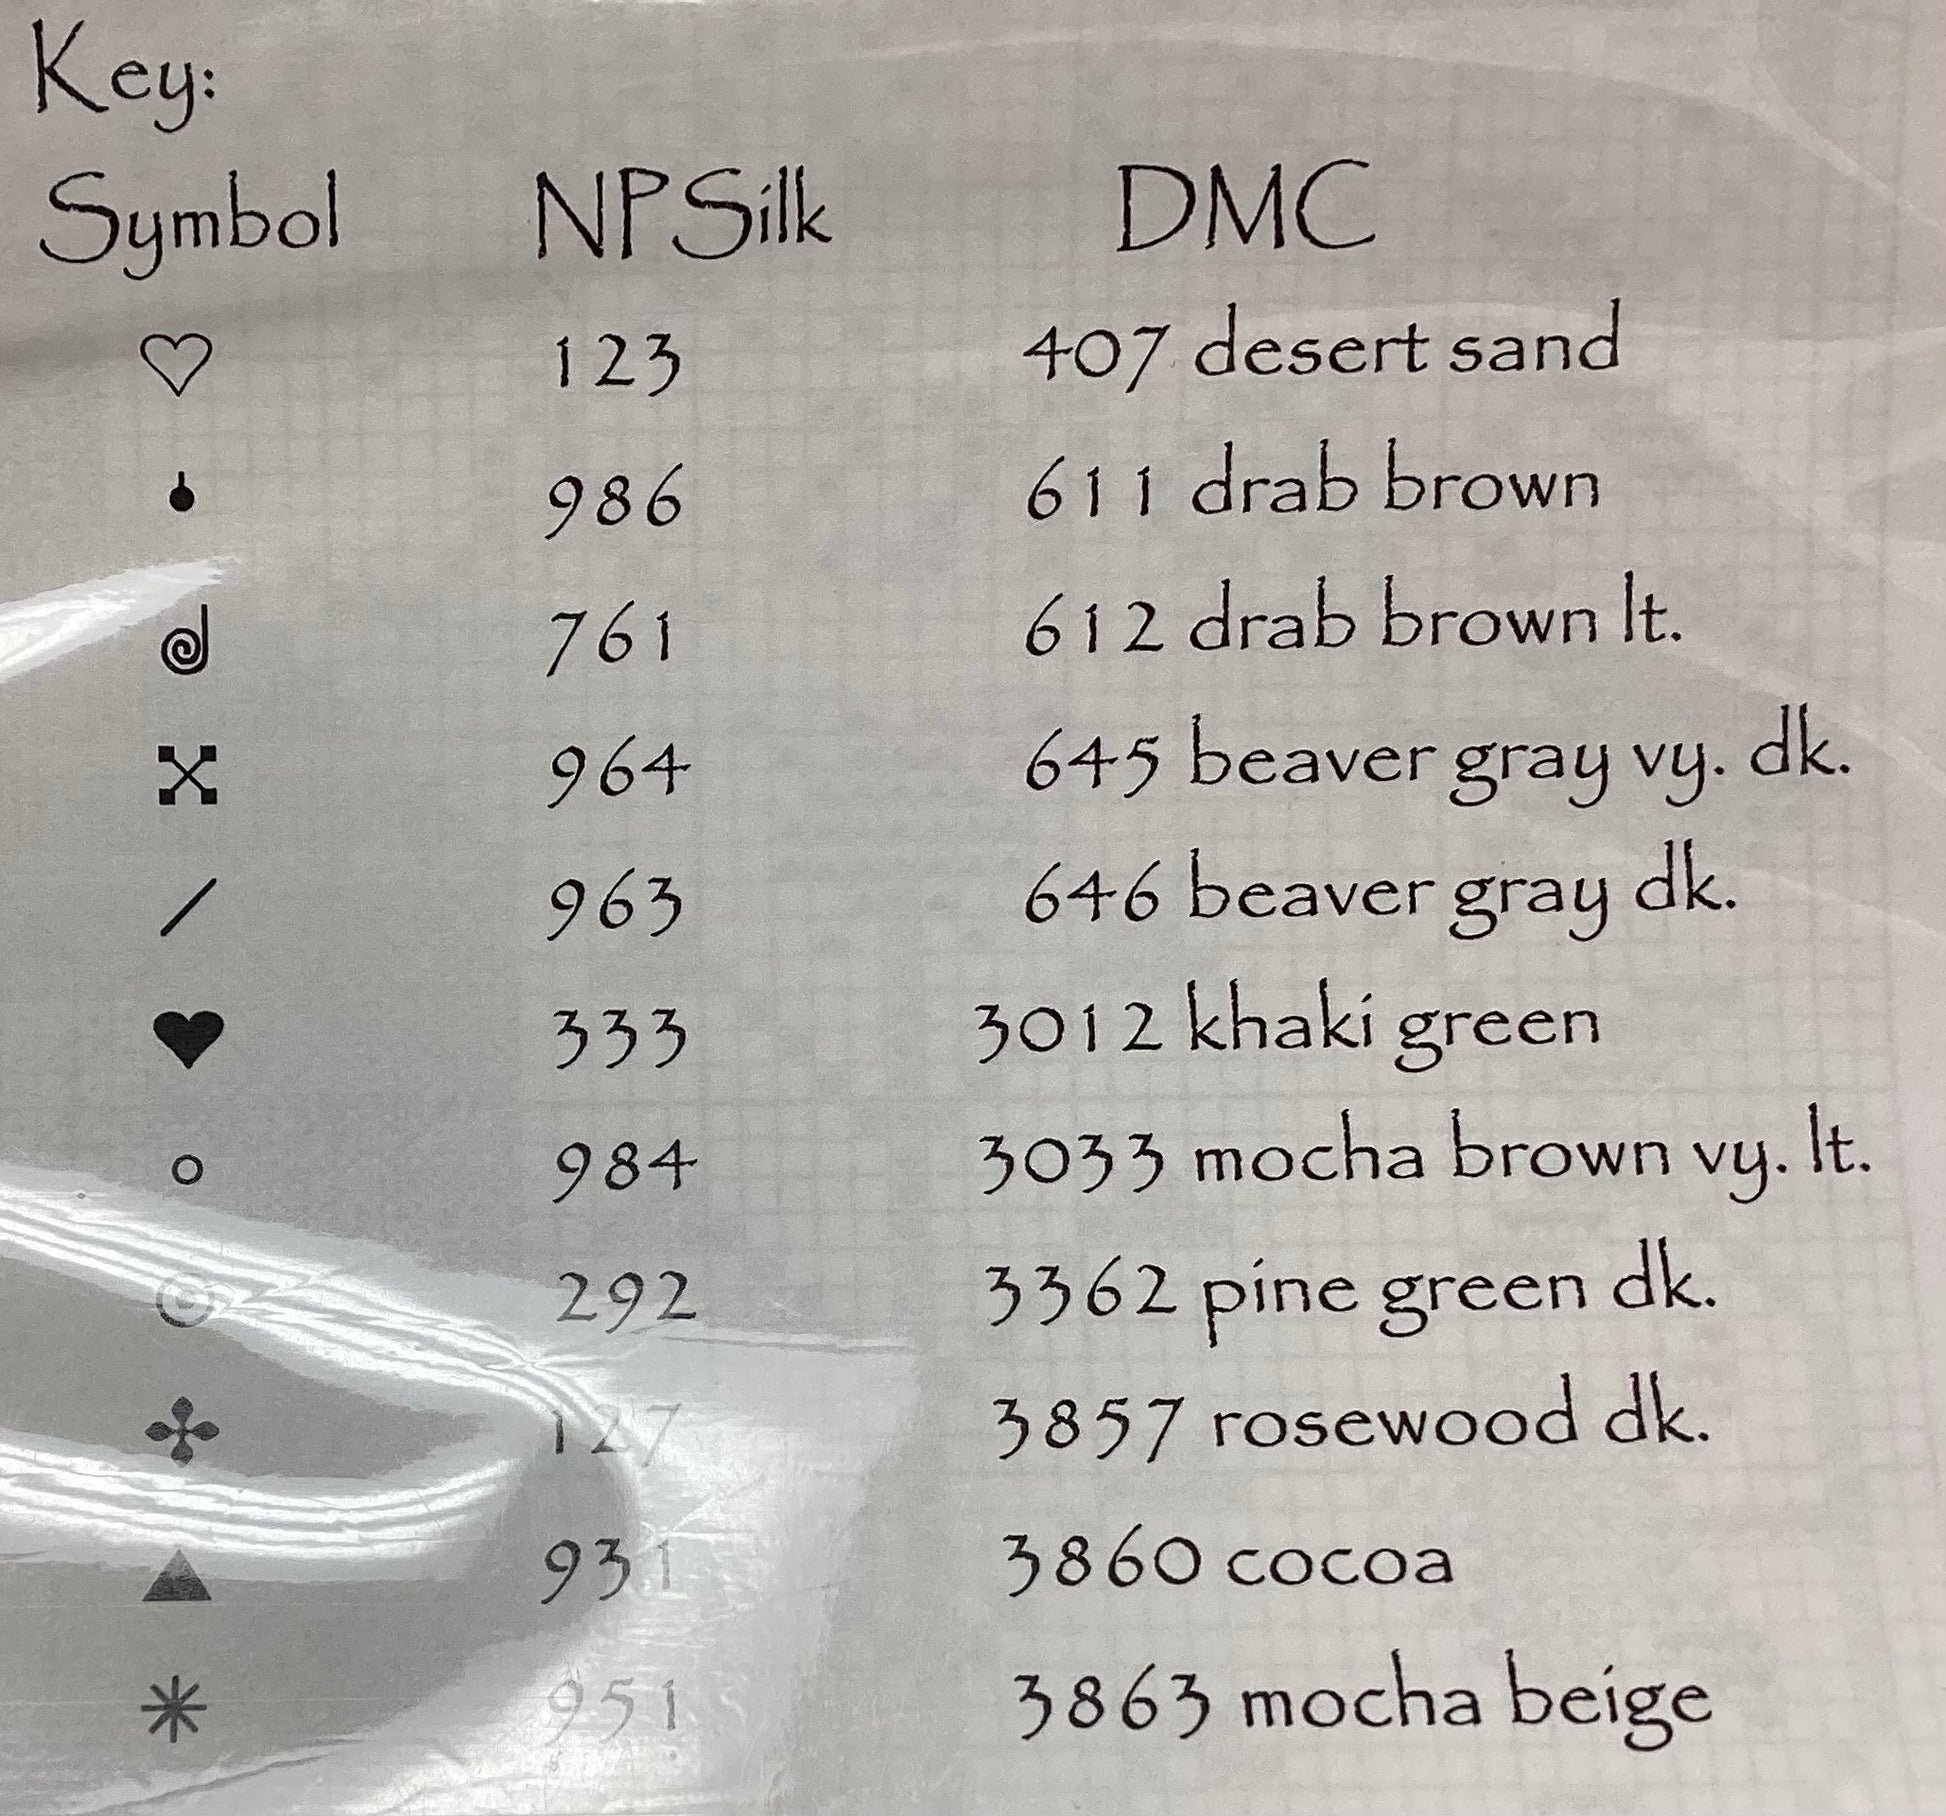 Key:
Symbol NPSilk DMC
♡ 123 407 desert sand
986 611 drab brown
761 612 drab brown lt.
964 645 beaver gray vy. dk.
/ 963 646 beaver gray dk.
♥ 333 3012 khaki green
○ 984 3033 mocha brown vy. lt.
292 3362 pine green dk.
✤ 127 3857 rosewood dk.
▲ 931 3860 cocoa
✳ 951 3863 mocha beige